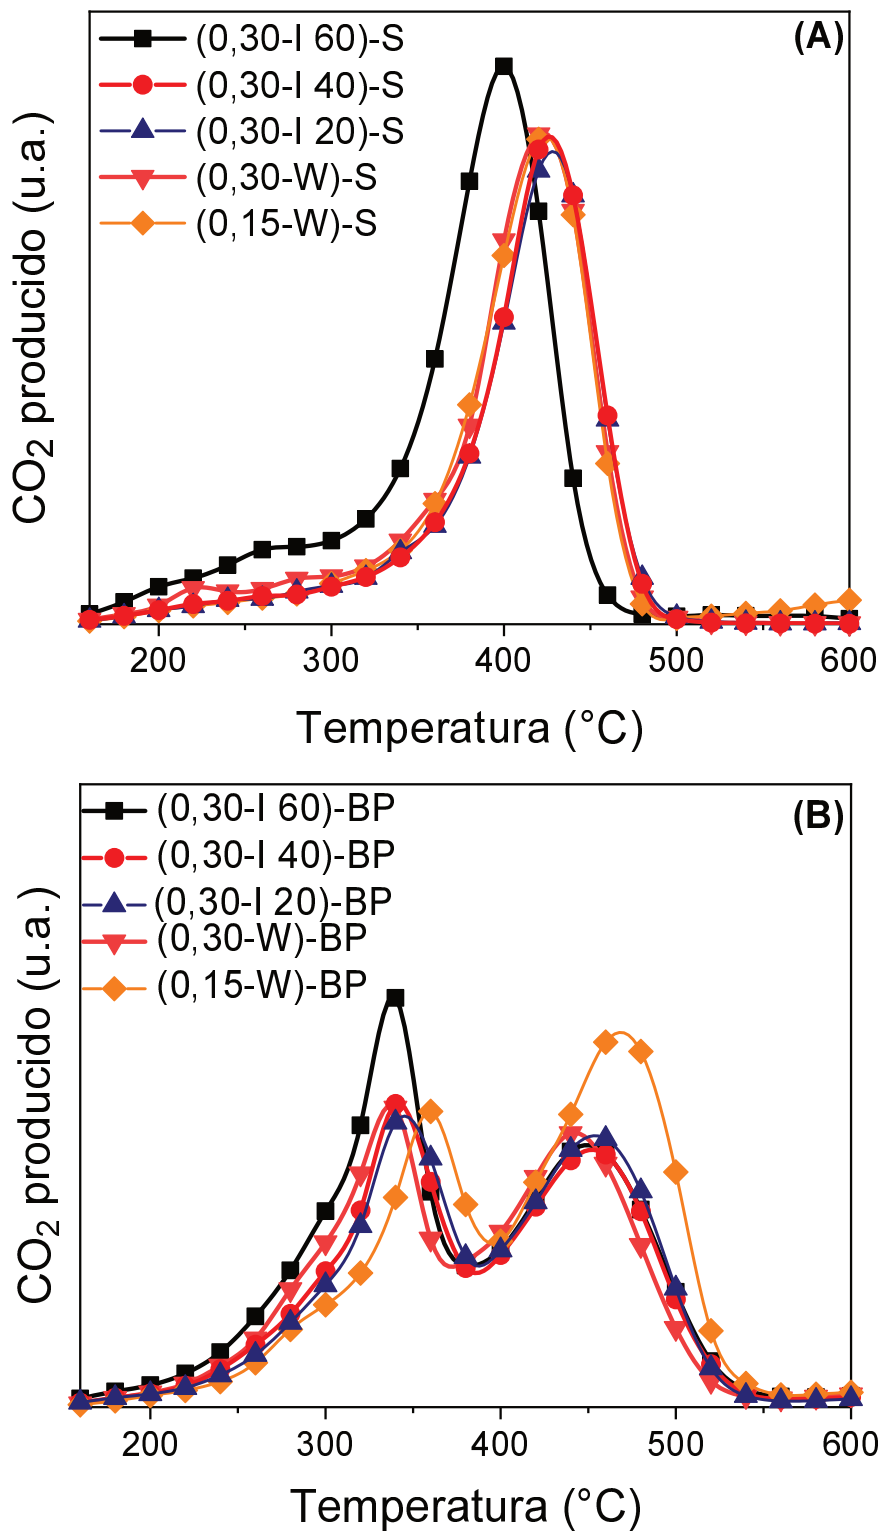 (A)
(0,30-I 60)-S
(0,30-I 40)-S
(0,30-I 20)-S
(0,30-W)-S
(0,15-W)-S
CO2 producido (u.a.)
200 300 400 500 600
Temperatura (°C)
(B)
(0,30-I 60)-BP
(0,30-I 40)-BP
(0,30-I 20)-BP
(0,30-W)-BP
(0,15-W)-BP
CO2 producido (u.a.)
200 300 400 500 600
Temperatura (°C)